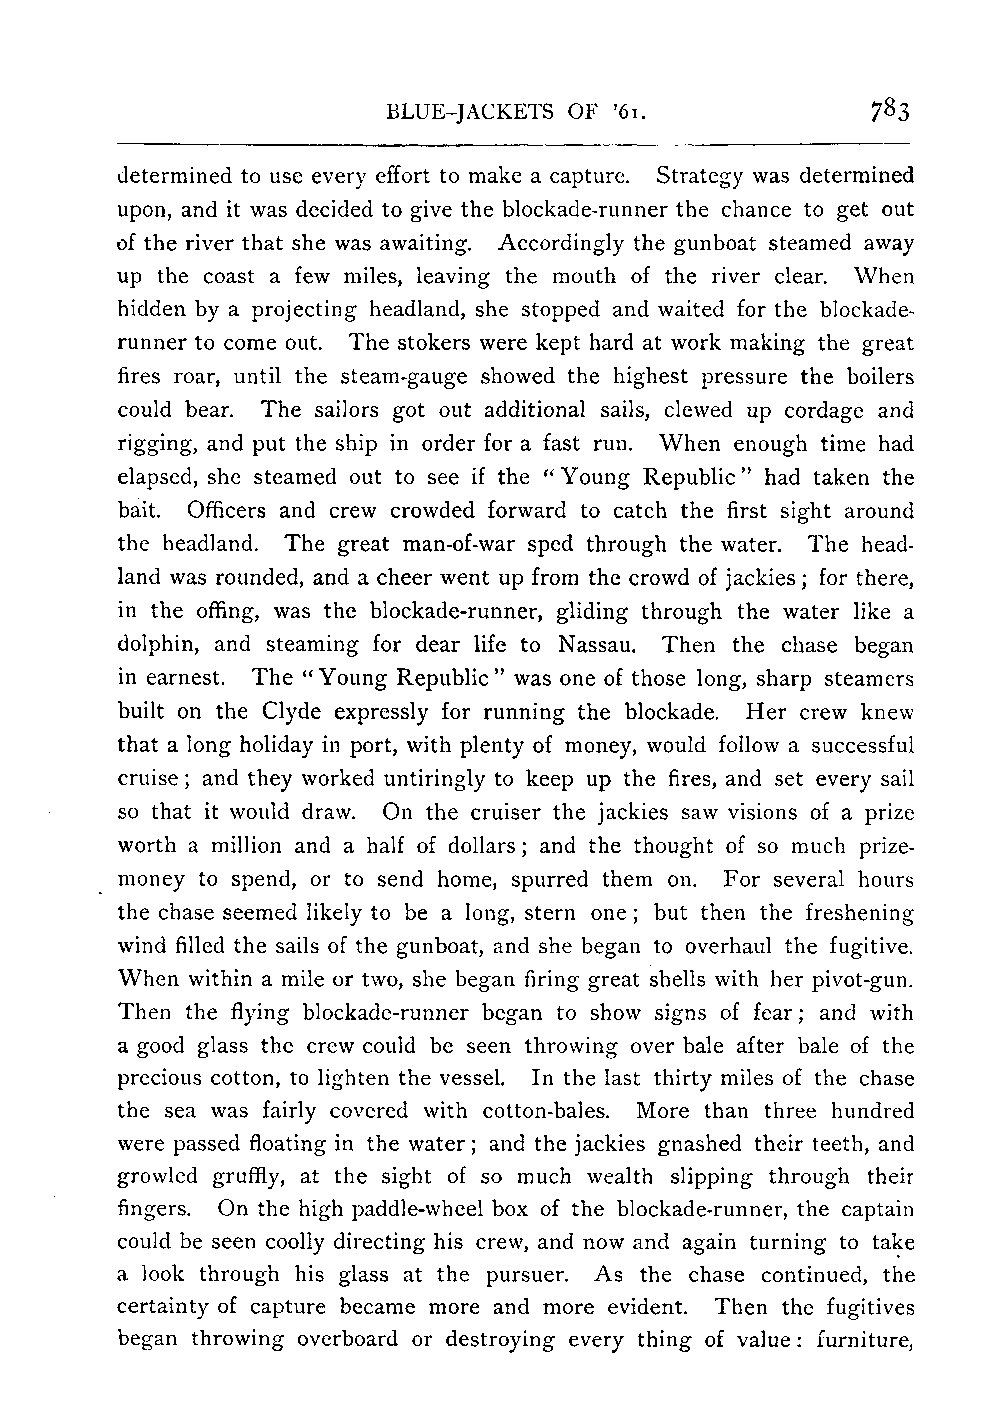 BLUE-JACKETS OF '61. 783
determined to use every effort to make a capture. Strategy was determined
upon, and it was decided to give the blockade-runner the chance to get out
of the river that she was awaiting. Accordingly the gunboat steamed away
up the coast a few miles, leaving the mouth of the river clear. When
hidden by a projecting headland, she stopped and waited for the blockade-
runner to come out. The stokers were kept hard at work making the great
fires roar, until the steam-gauge showed the highest pressure the boilers
could bear. The sailors got out additional sails, clewed up cordage and
rigging, and put the ship in order for a fast run. When enough time had
elapsed, she steamed out to see if the "Young Republic" had taken the
bait. Officers and crew crowded forward to catch the first sight around
the headland. The great man-of-war sped through the water. The head-
land was rounded, and a cheer went up from the crowd of jackies; for there,
in the offing, was the blockade-runner, gliding through the water like a
dolphin, and steaming for dear life to Nassau. Then the chase began
in earnest. The "Young Republic" was one of those long, sharp steamers
built on the Clyde expressly for running the blockade. Her crew knew
that a long holiday in port, with plenty of money, would follow a successful
cruise; and they worked untiringly to keep up the fires, and set every sail
so that it would draw. On the cruiser the jackies saw visions of a prize
worth a million and a half of dollars; and the thought of so much prize-
money to spend, or to send home, spurred them on. For several hours
the chase seemed likely to be a long, stern one; but then the freshening
wind filled the sails of the gunboat, and she began to overhaul the fugitive.
When within a mile or two, she began firing great shells with her pivot-gun.
Then the flying blockade-runner began to show signs of fear; and with
a good glass the crew could be seen throwing over bale after bale of the
precious cotton, to lighten the vessel. In the last thirty miles of the chase
the sea was fairly covered with cotton-bales. More than three hundred
were passed floating in the water; and the jackies gnashed their teeth, and
growled gruffly, at the sight of so much wealth slipping through their
fingers. On the high paddle-wheel box of the blockade-runner, the captain
could be seen coolly directing his crew, and now and again turning to take
a look through his glass at the pursuer. As the chase continued, the
certainty of capture became more and more evident. Then the fugitives
began throwing overboard or destroying every thing of value: furniture,